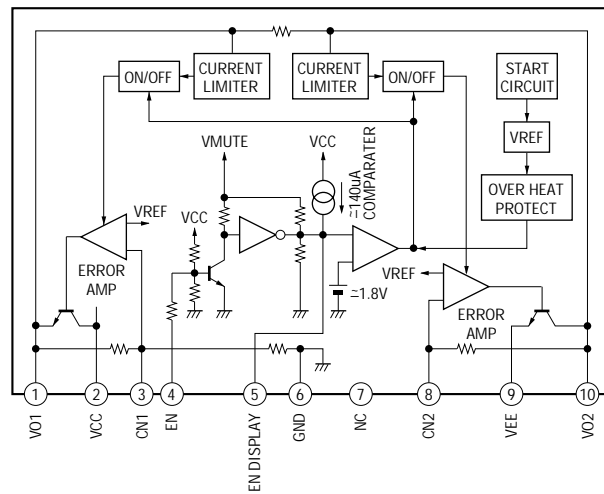 ON/OFF
CURRENT
LIMITER
CURRENT
LIMITER
ON/OFF
START
CIRCUIT
VREF
OVER HEAT
PROTECT
VMUTE
VCC
≃140uA
COMPARATER
VREF
VCC
ERROR
AMP
≃1.8V
VREF
ERROR
AMP
1
2
3
4
5
6
7
8
9
10
VO1
VCC
CN1
EN
EN DISPLAY
GND
NC
CN2
VEE
VO2